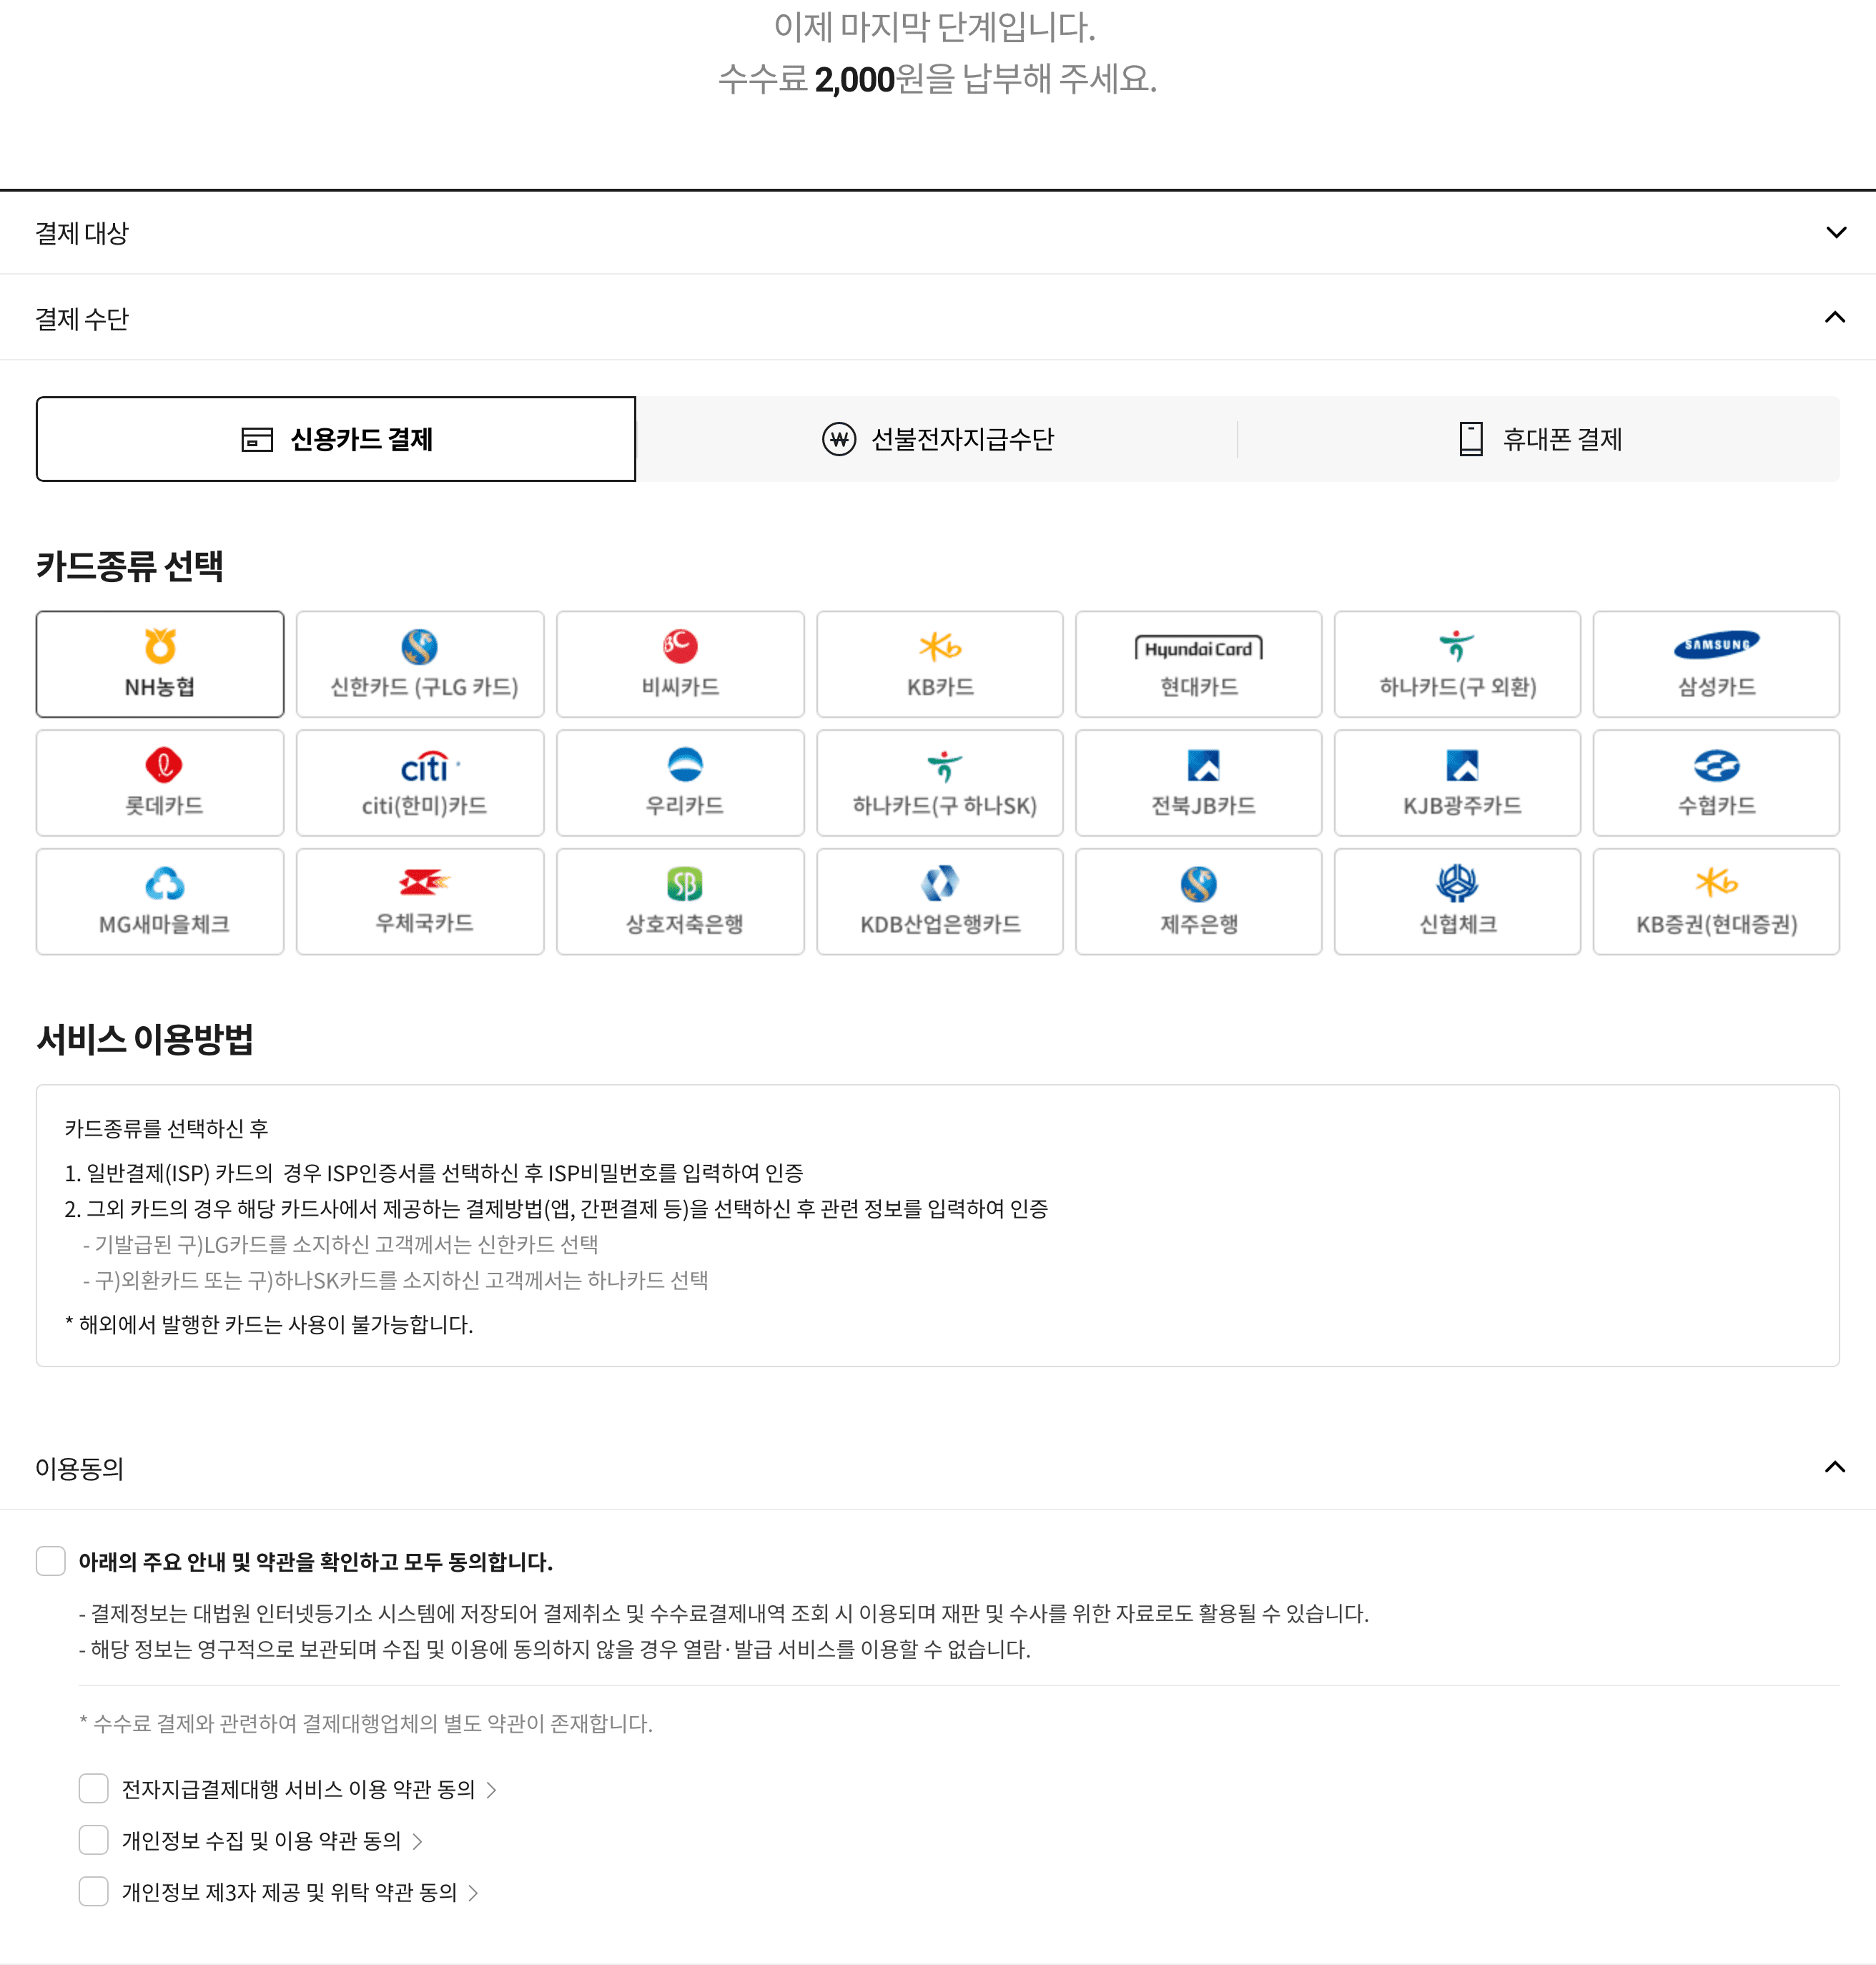 이제 마지막 단계입니다.
수수료 2,000원을 납부해 주세요.
결제 대상
결제 수단
신용카드 결제
선불전자지급수단
휴대폰 결제
카드종류 선택
NH농협
신한카드 (구LG 카드)
BC
비씨카드
KB카드
Hyundai Card
현대카드
하나카드(구 외환)
SAMSUNG
삼성카드
롯데카드
citi
citi(한미)카드
우리카드
하나카드(구 하나SK)
전북JB카드
KJB광주카드
수협카드
MG새마을체크
우체국카드
SB
상호저축은행
KDB산업은행카드
제주은행
신협체크
KB증권(현대증권)
서비스 이용방법
카드종류를 선택하신 후
1. 일반결제(ISP) 카드의 경우 ISP인증서를 선택하신 후 ISP비밀번호를 입력하여 인증
2. 그외 카드의 경우 해당 카드사에서 제공하는 결제방법(앱, 간편결제 등)을 선택하신 후 관련 정보를 입력하여 인증
- 기발급된 구)LG카드를 소지하신 고객께서는 신한카드 선택
- 구)외환카드 또는 구)하나SK카드를 소지하신 고객께서는 하나카드 선택
* 해외에서 발행한 카드는 사용이 불가능합니다.
이용동의
아래의 주요 안내 및 약관을 확인하고 모두 동의합니다.
- 결제정보는 대법원 인터넷등기소 시스템에 저장되어 결제취소 및 수수료결제내역 조회 시 이용되며 재판 및 수사를 위한 자료로도 활용될 수 있습니다.
- 해당 정보는 영구적으로 보관되며 수집 및 이용에 동의하지 않을 경우 열람·발급 서비스를 이용할 수 없습니다.
* 수수료 결제와 관련하여 결제대행업체의 별도 약관이 존재합니다.
전자지급결제대행 서비스 이용 약관 동의
개인정보 수집 및 이용 약관 동의
개인정보 제3자 제공 및 위탁 약관 동의